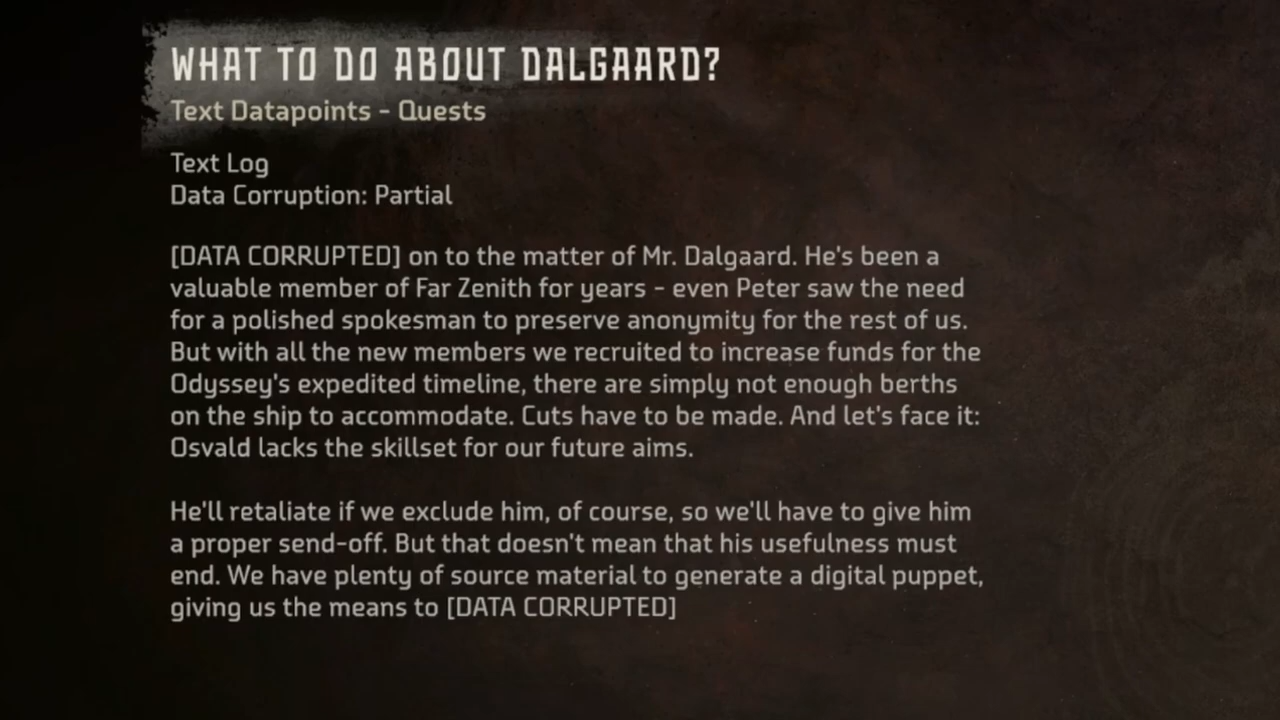 WHAT TO DO ABOUT DALGAARD?
Text Datapoints - Quests
Text Log
Data Corruption: Partial
[DATA CORRUPTED] on to the matter of Mr. Dalgaard. He's been a
valuable member of Far Zenith for years - even Peter saw the need
for a polished spokesman to preserve anonymity for the rest of us.
But with all the new members we recruited to increase funds for the
Odyssey's expedited timeline, there are simply not enough berths
on the ship to accommodate. Cuts have to be made. And let's face it:
Osvald lacks the skillset for our future aims.
He'll retaliate if we exclude him, of course, so we'll have to give him
a proper send-off. But that doesn't mean that his usefulness must
end. We have plenty of source material to generate a digital puppet,
giving us the means to [DATA CORRUPTED]